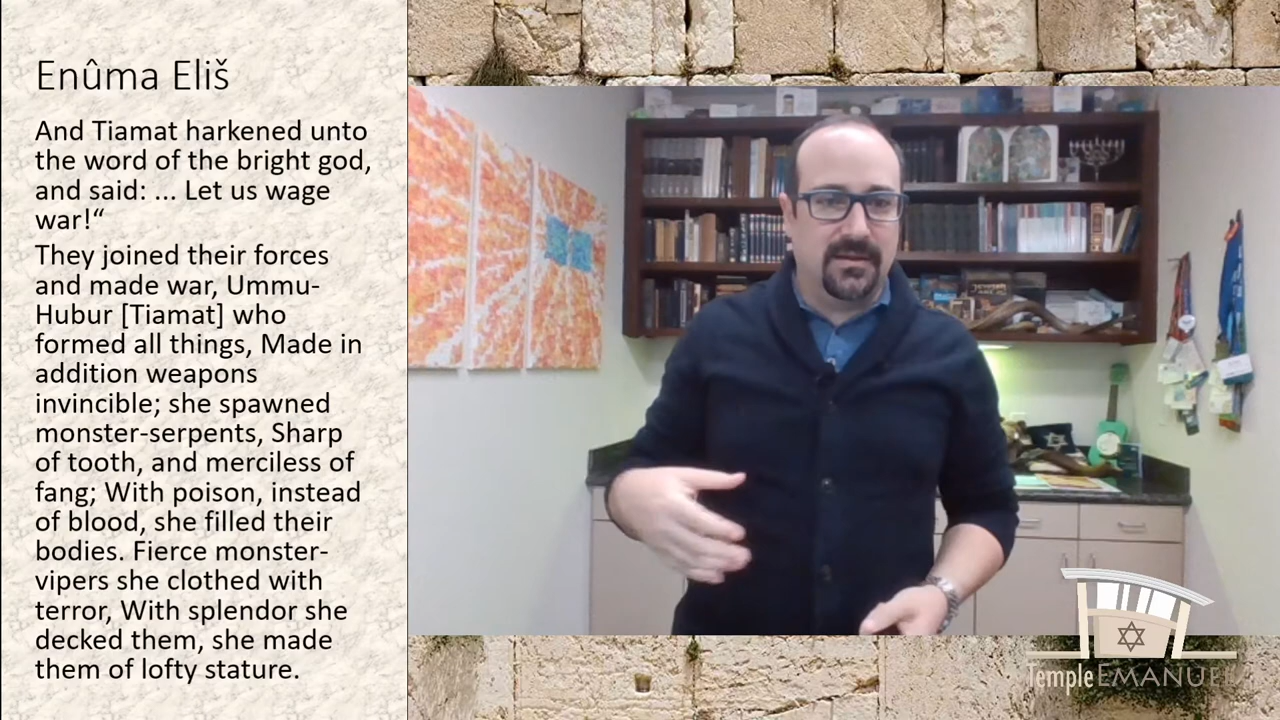 Enûma Eliš
And Tiamat harkened unto
the word of the bright god,
and said: ... Let us wage
war!“
They joined their forces
and made war, Ummu-
Hubur [Tiamat] who
formed all things, Made in
addition weapons
invincible; she spawned
monster-serpents, Sharp
of tooth, and merciless of
fang; With poison, instead
of blood, she filled their
bodies. Fierce monster-
vipers she clothed with
terror, With splendor she
decked them, she made
them of lofty stature.
Temple EMANUEL